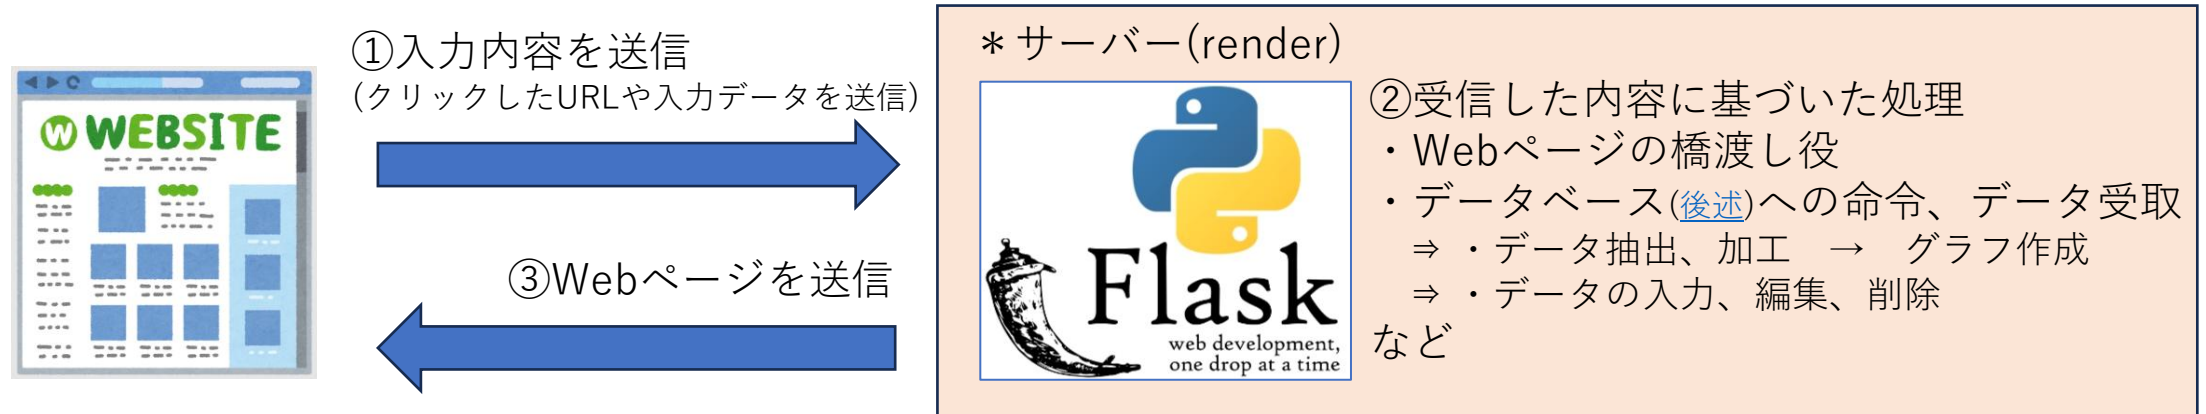 ①入力内容を送信
(クリックしたURLや入力データを送信)
W WEBSITE
③Webページを送信
＊サーバー(render)
Flask
web development,
one drop at a time
②受信した内容に基づいた処理
・Webページの橋渡し役
・データベース(後述)への命令、データ受取
⇒ ・データ抽出、加工　→　グラフ作成
⇒ ・データの入力、編集、削除
など